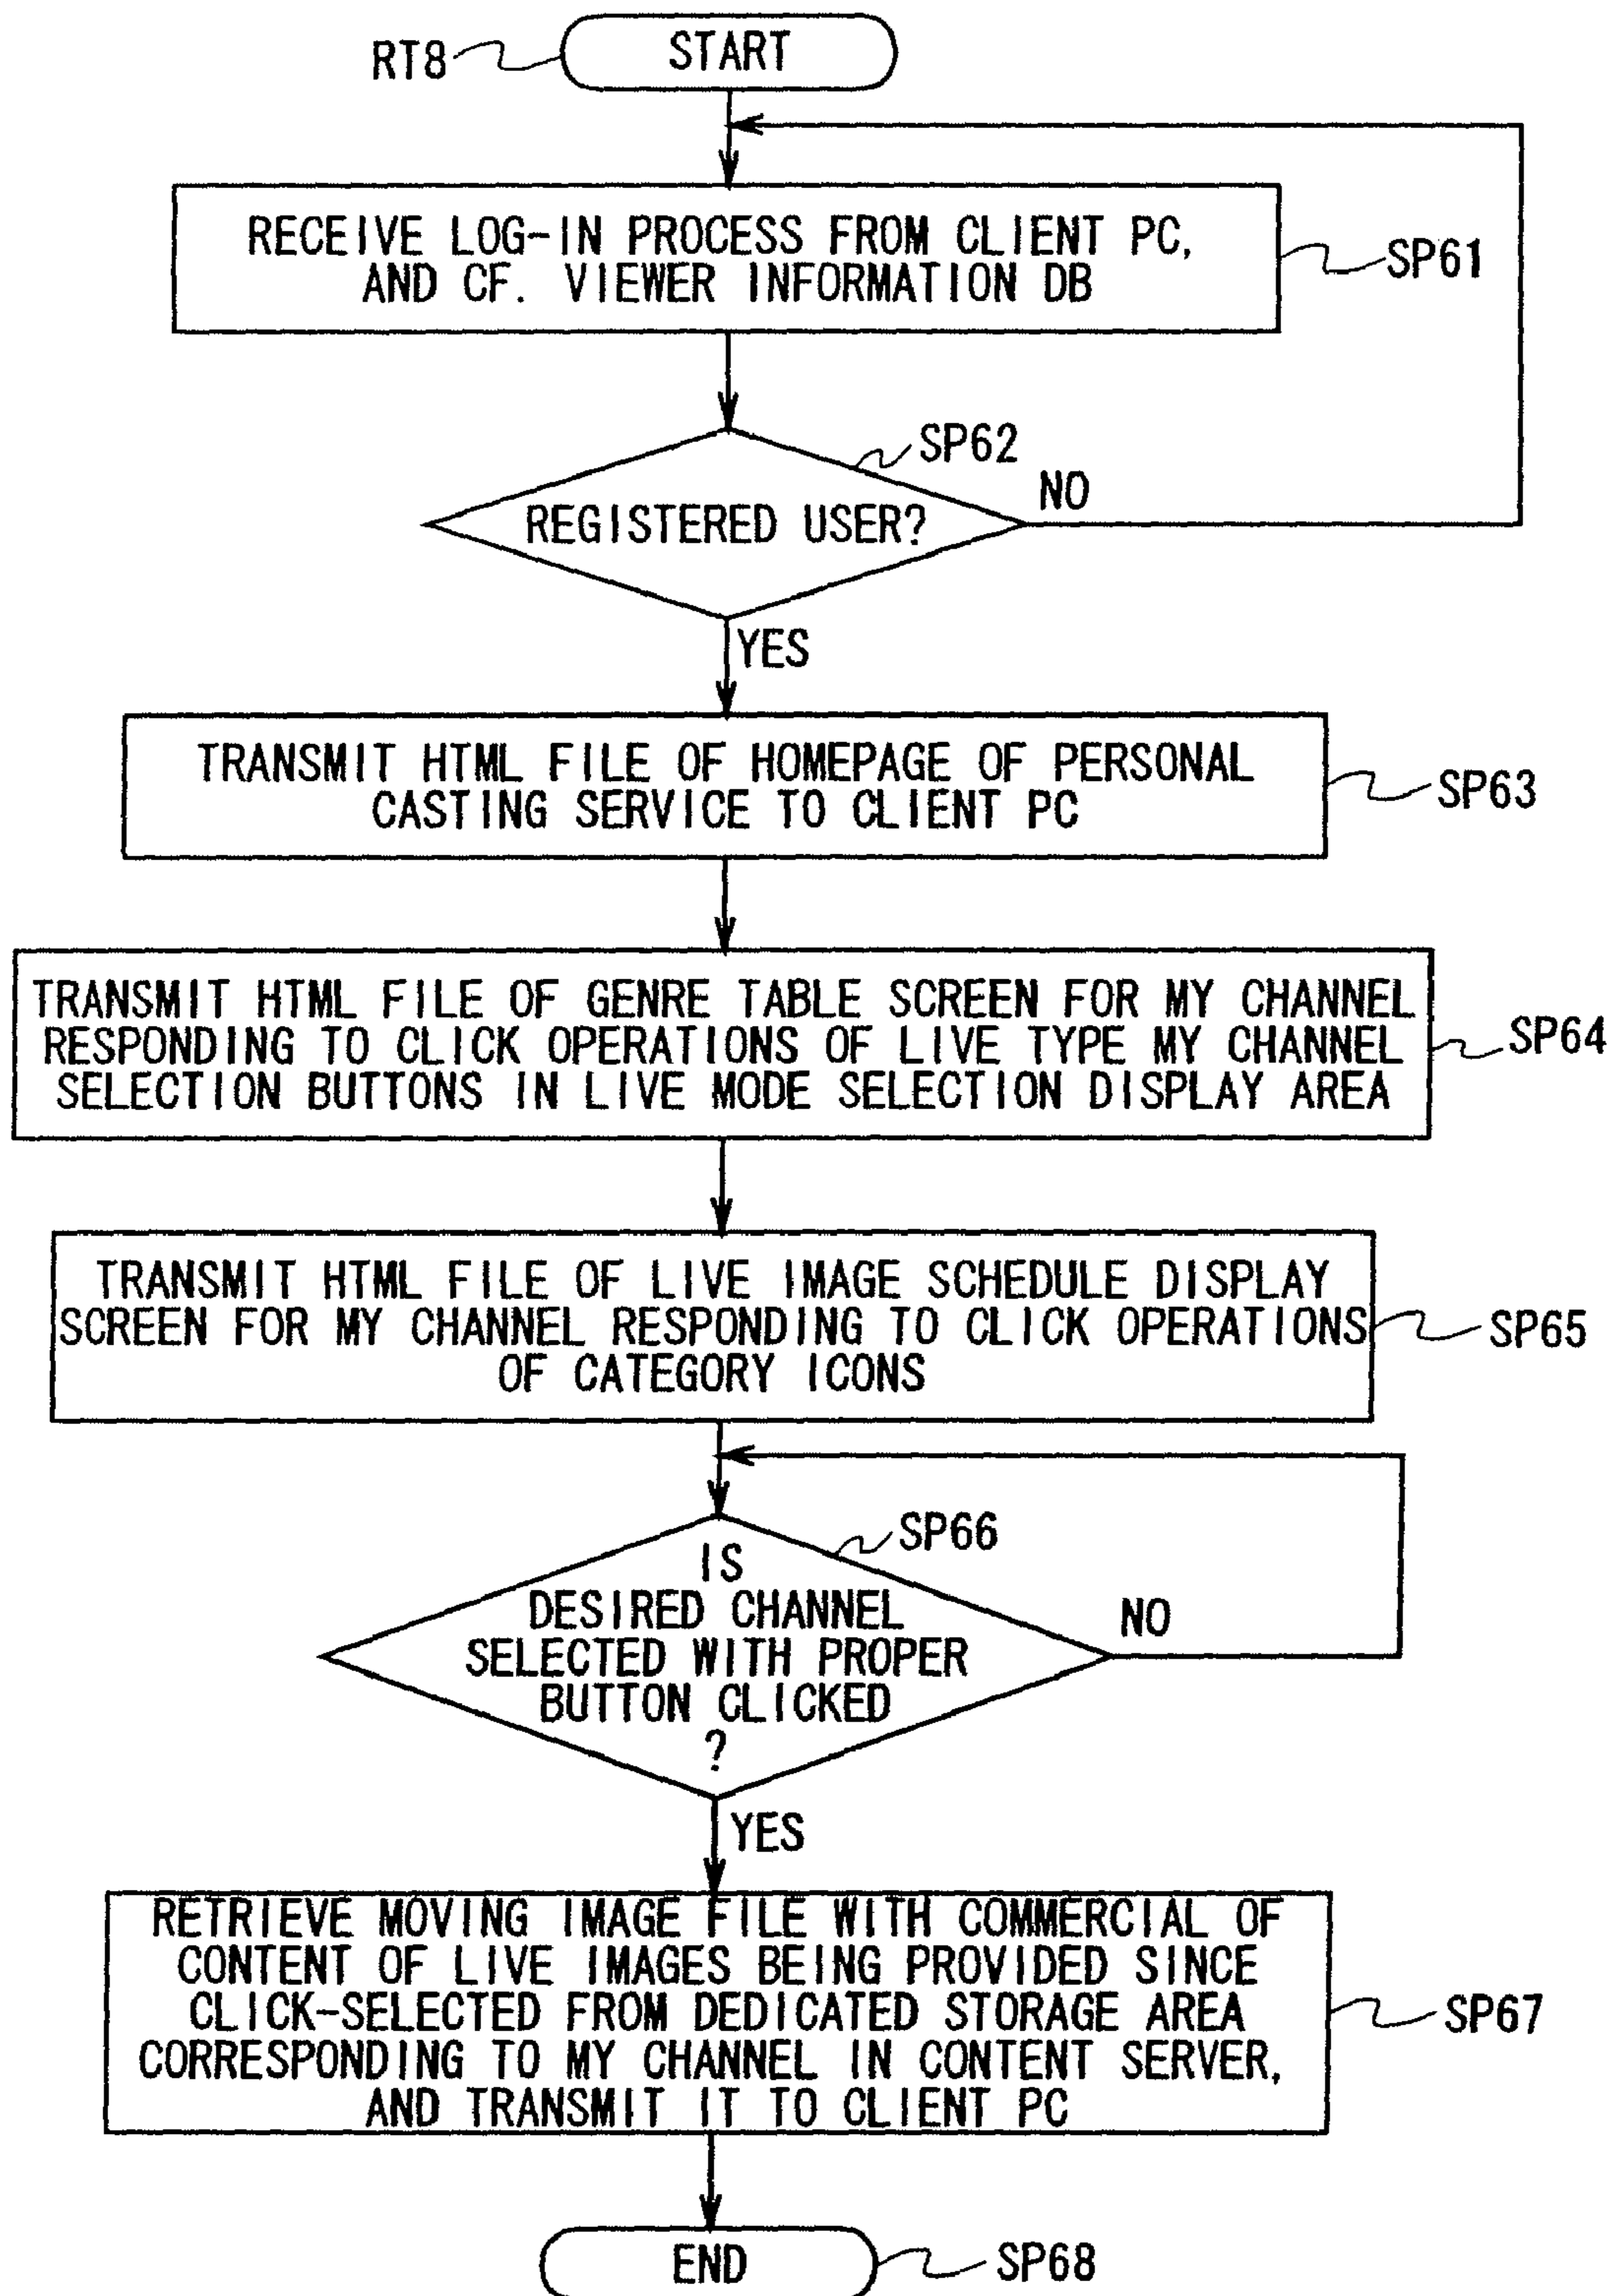 RT8
START
RECEIVE LOG-IN PROCESS FROM CLIENT PC,
AND CF. VIEWER INFORMATION DB
SP61
SP62
REGISTERED USER?
NO
YES
TRANSMIT HTML FILE OF HOMEPAGE OF PERSONAL
CASTING SERVICE TO CLIENT PC
SP63
TRANSMIT HTML FILE OF GENRE TABLE SCREEN FOR MY CHANNEL
RESPONDING TO CLICK OPERATIONS OF LIVE TYPE MY CHANNEL
SELECTION BUTTONS IN LIVE MODE SELECTION DISPLAY AREA
SP64
TRANSMIT HTML FILE OF LIVE IMAGE SCHEDULE DISPLAY
SCREEN FOR MY CHANNEL RESPONDING TO CLICK OPERATIONS
OF CATEGORY ICONS
SP65
SP66
IS
DESIRED CHANNEL
SELECTED WITH PROPER
BUTTON CLICKED
?
NO
YES
RETRIEVE MOVING IMAGE FILE WITH COMMERCIAL OF
CONTENT OF LIVE IMAGES BEING PROVIDED SINCE
CLICK-SELECTED FROM DEDICATED STORAGE AREA
CORRESPONDING TO MY CHANNEL IN CONTENT SERVER,
AND TRANSMIT IT TO CLIENT PC
SP67
END
SP68